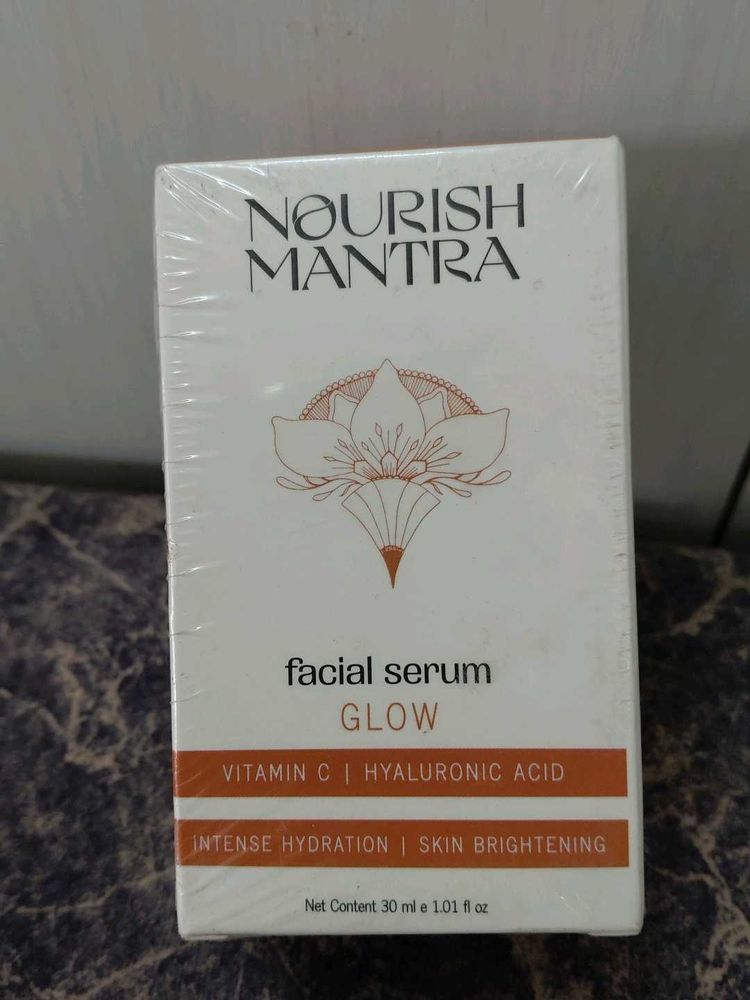 NOURISH
MANTRA
facial serum
GLOW
VITAMIN C | HYALURONIC ACID
INTENSE HYDRATION | SKIN BRIGHTENING
Net Content 30 ml e 1.01 fl oz